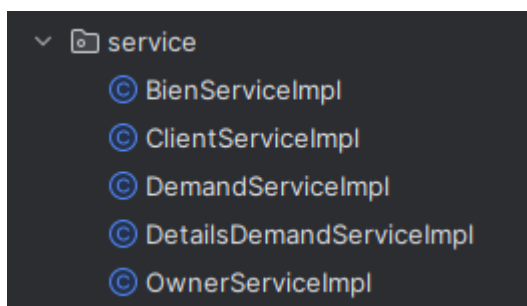 service
BienServiceImpl
ClientServiceImpl
DemandServiceImpl
DetailsDemandServiceImpl
OwnerServiceImpl